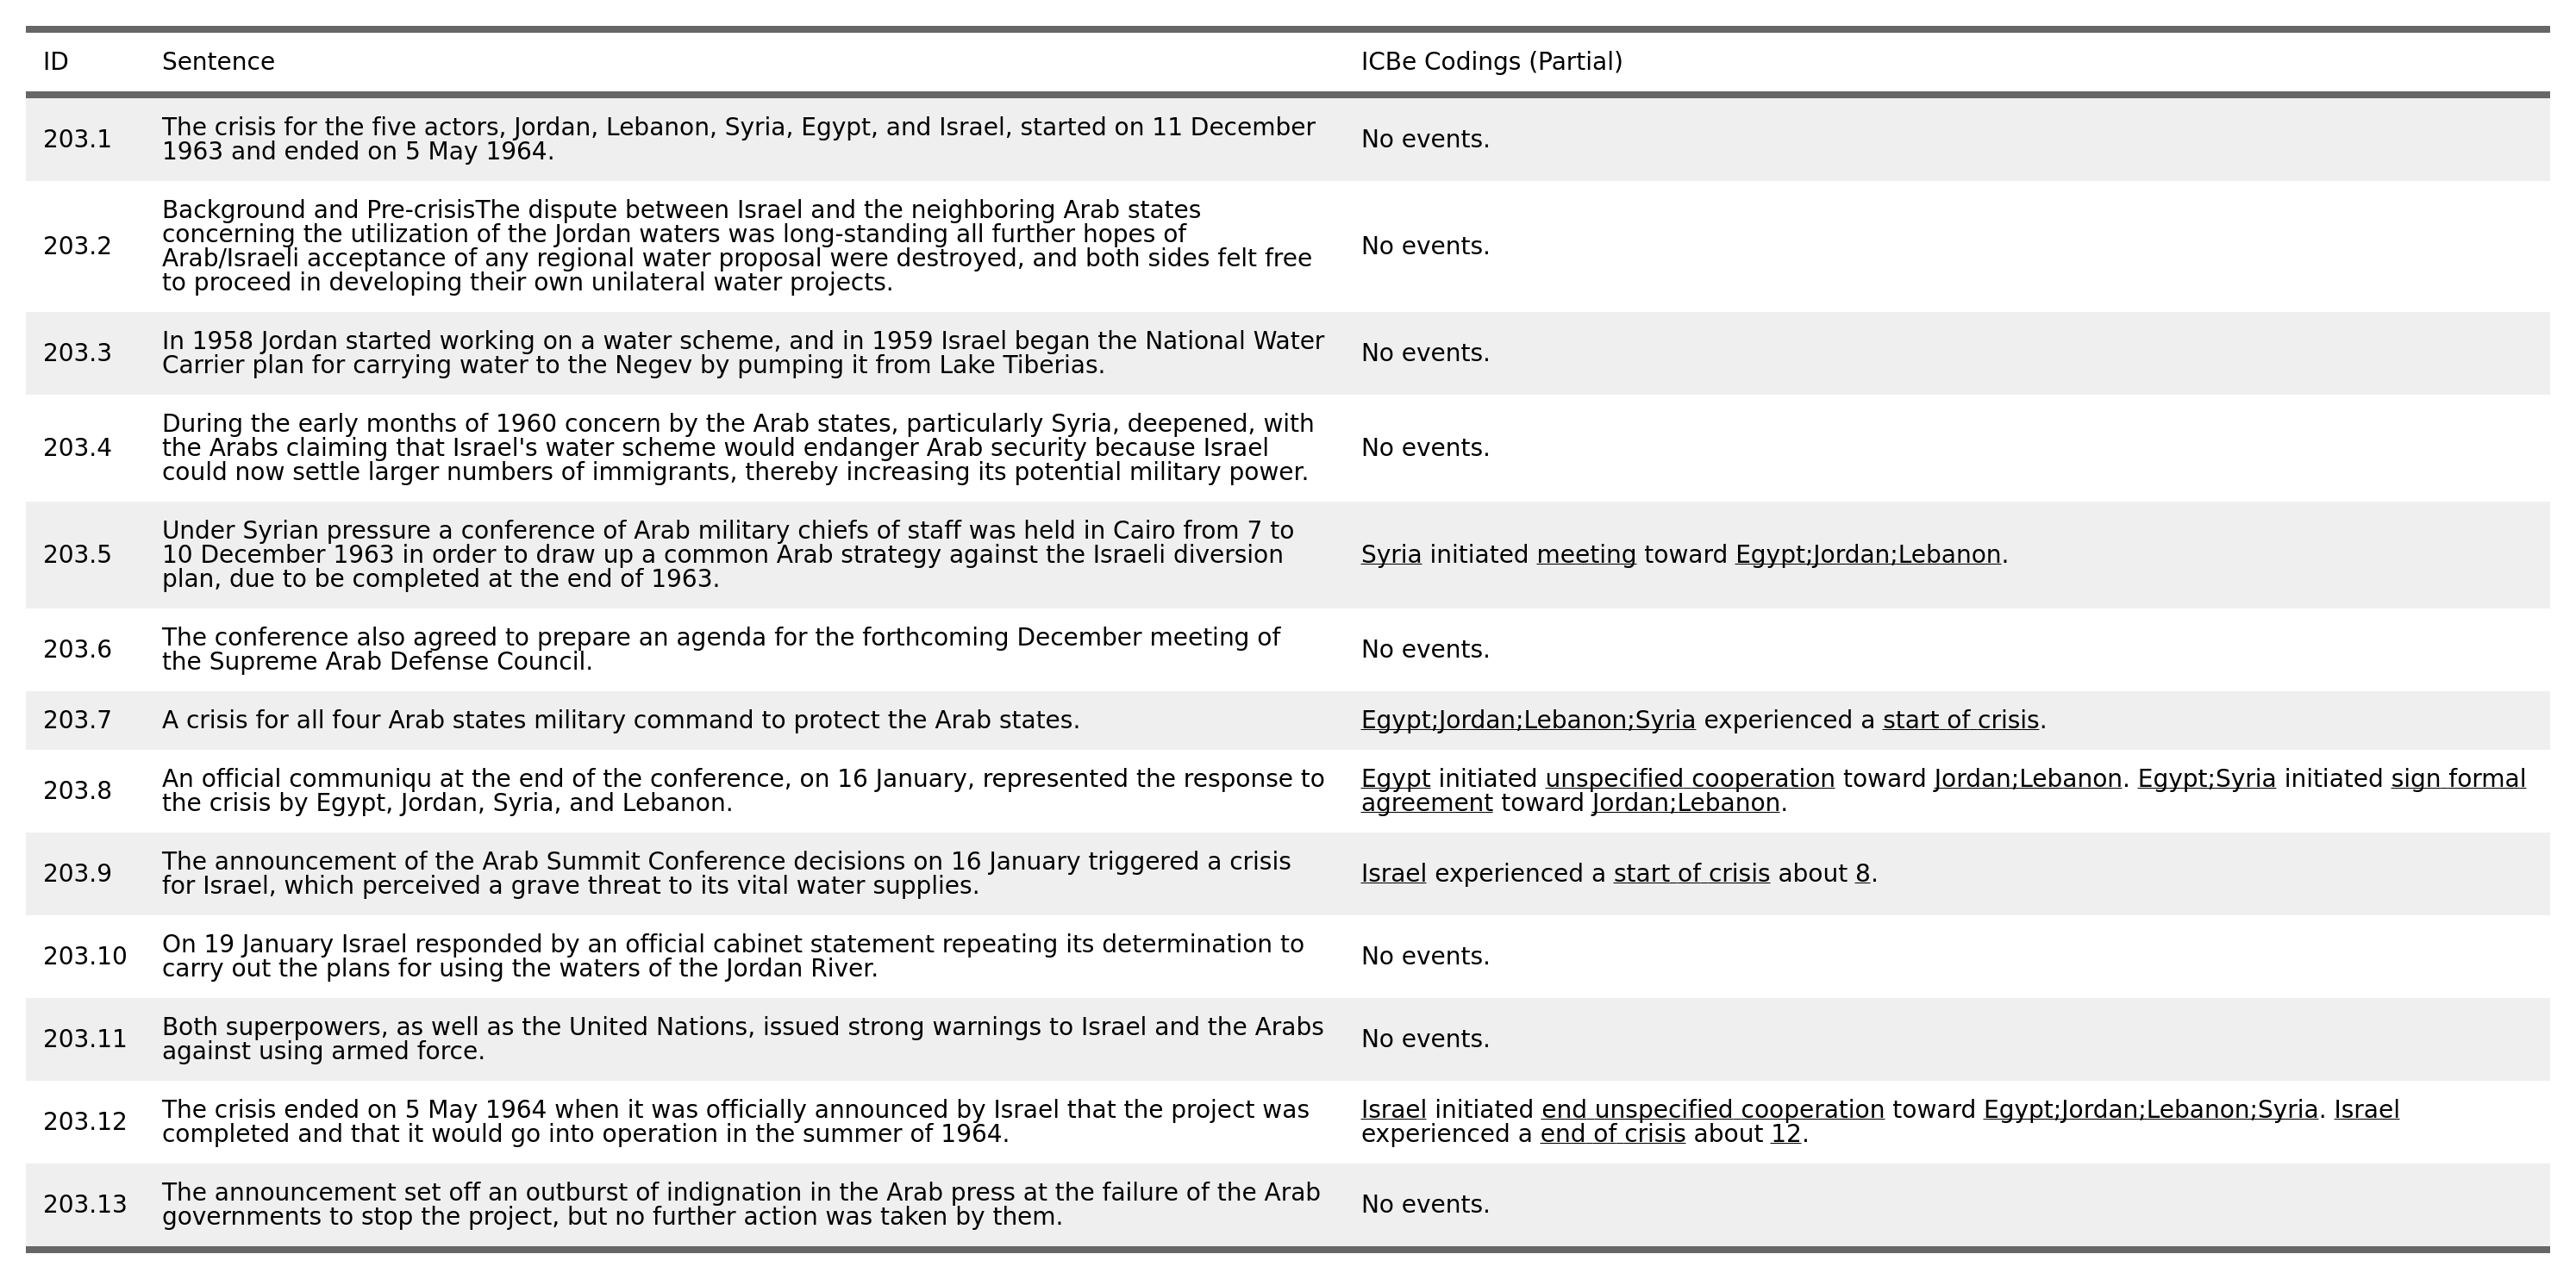 ID Sentence ICBe Codings (Partial)
203.1 The crisis for the five actors, Jordan, Lebanon, Syria, Egypt, and Israel, started on 11 December
1963 and ended on 5 May 1964.
No events.
203.2 Background and Pre-crisisThe dispute between Israel and the neighboring Arab states
concerning the utilization of the Jordan waters was long-standing all further hopes of
Arab/Israeli acceptance of any regional water proposal were destroyed, and both sides felt free
to proceed in developing their own unilateral water projects.
No events.
203.3 In 1958 Jordan started working on a water scheme, and in 1959 Israel began the National Water
Carrier plan for carrying water to the Negev by pumping it from Lake Tiberias.
No events.
203.4 During the early months of 1960 concern by the Arab states, particularly Syria, deepened, with
the Arabs claiming that Israel's water scheme would endanger Arab security because Israel
could now settle larger numbers of immigrants, thereby increasing its potential military power.
No events.
203.5 Under Syrian pressure a conference of Arab military chiefs of staff was held in Cairo from 7 to
10 December 1963 in order to draw up a common Arab strategy against the Israeli diversion
plan, due to be completed at the end of 1963.
Syria initiated meeting toward Egypt;Jordan;Lebanon.
203.6 The conference also agreed to prepare an agenda for the forthcoming December meeting of
the Supreme Arab Defense Council.
No events.
203.7 A crisis for all four Arab states military command to protect the Arab states.
Egypt;Jordan;Lebanon;Syria experienced a start of crisis.
203.8 An official communiqu at the end of the conference, on 16 January, represented the response to
the crisis by Egypt, Jordan, Syria, and Lebanon.
Egypt initiated unspecified cooperation toward Jordan;Lebanon. Egypt;Syria initiated sign formal
agreement toward Jordan;Lebanon.
203.9 The announcement of the Arab Summit Conference decisions on 16 January triggered a crisis
for Israel, which perceived a grave threat to its vital water supplies.
Israel experienced a start of crisis about 8.
203.10 On 19 January Israel responded by an official cabinet statement repeating its determination to
carry out the plans for using the waters of the Jordan River.
No events.
203.11 Both superpowers, as well as the United Nations, issued strong warnings to Israel and the Arabs
against using armed force.
No events.
203.12 The crisis ended on 5 May 1964 when it was officially announced by Israel that the project was
completed and that it would go into operation in the summer of 1964.
Israel initiated end unspecified cooperation toward Egypt;Jordan;Lebanon;Syria. Israel
experienced a end of crisis about 12.
203.13 The announcement set off an outburst of indignation in the Arab press at the failure of the Arab
governments to stop the project, but no further action was taken by them.
No events.